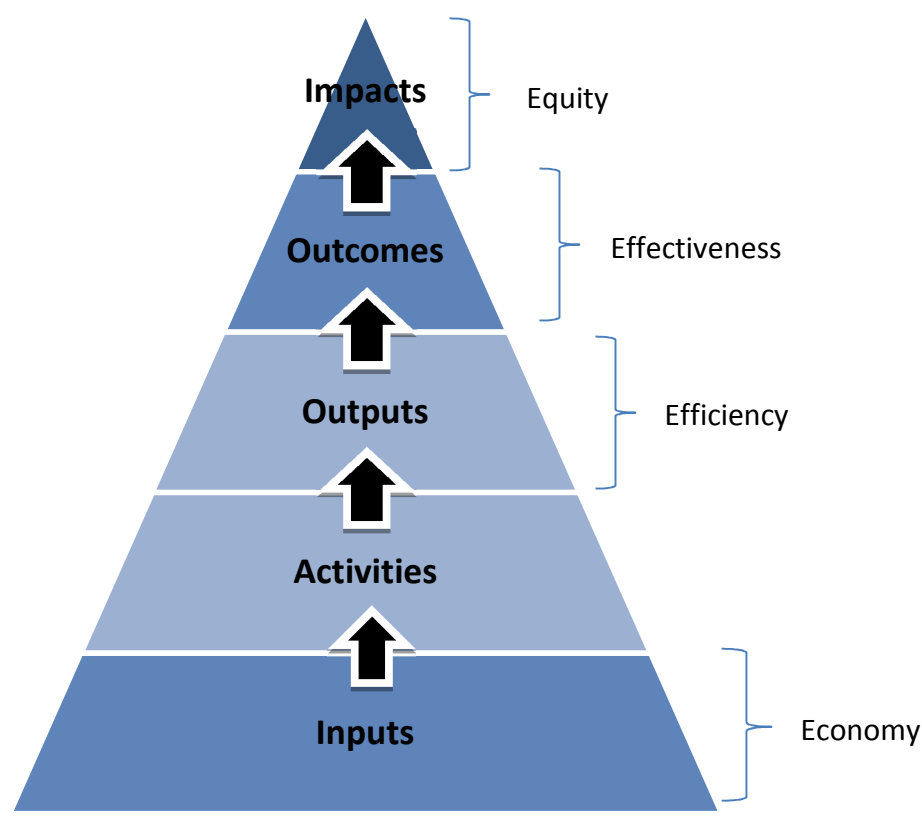 Impacts
Equity
Outcomes
Effectiveness
Outputs
Efficiency
Activities
Inputs
Economy